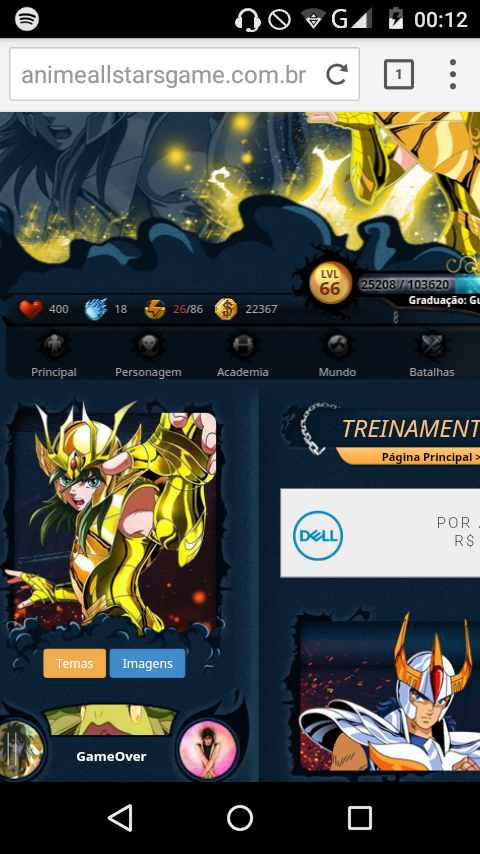 G
00:12
animeallstarsgame.com.br
1
LVL
66
25208 / 103620
Graduação: Gu
400
18
26/86
22367
Principal
Personagem
Academia
Mundo
Batalhas
TREINAMENT
Página Principal >
DELL
POR
R$
Temas
Imagens
GameOver